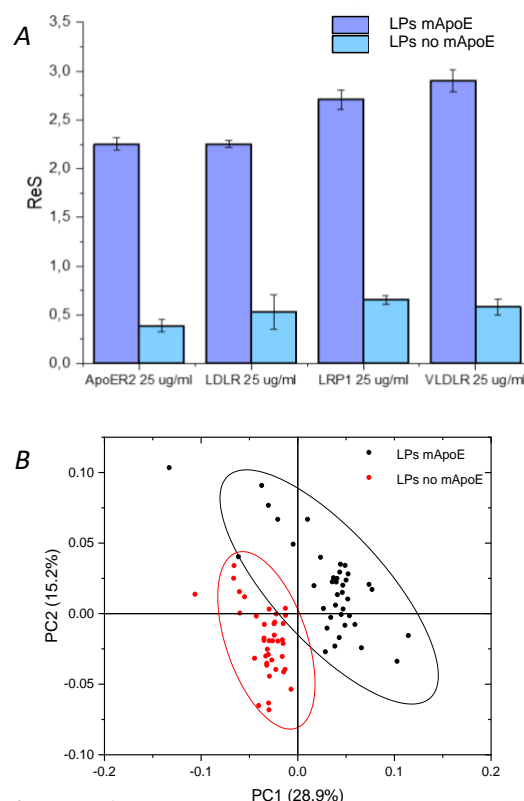 A
LPs mApoE
LPs no mApoE
3,5
3,0
2,5
2,0
1,5
1,0
0,5
0,0
ReS
ApoER2 25 ug/ml
LDLR 25 ug/ml
LRP1 25 ug/ml
VLDLR 25 ug/ml
B
LPs mApoE
LPs no mApoE
0.10
0.05
0.00
-0.05
-0.10
PC2 (15.2%)
-0.2
-0.1
0.0
0.1
0.2
PC1 (28.9%)